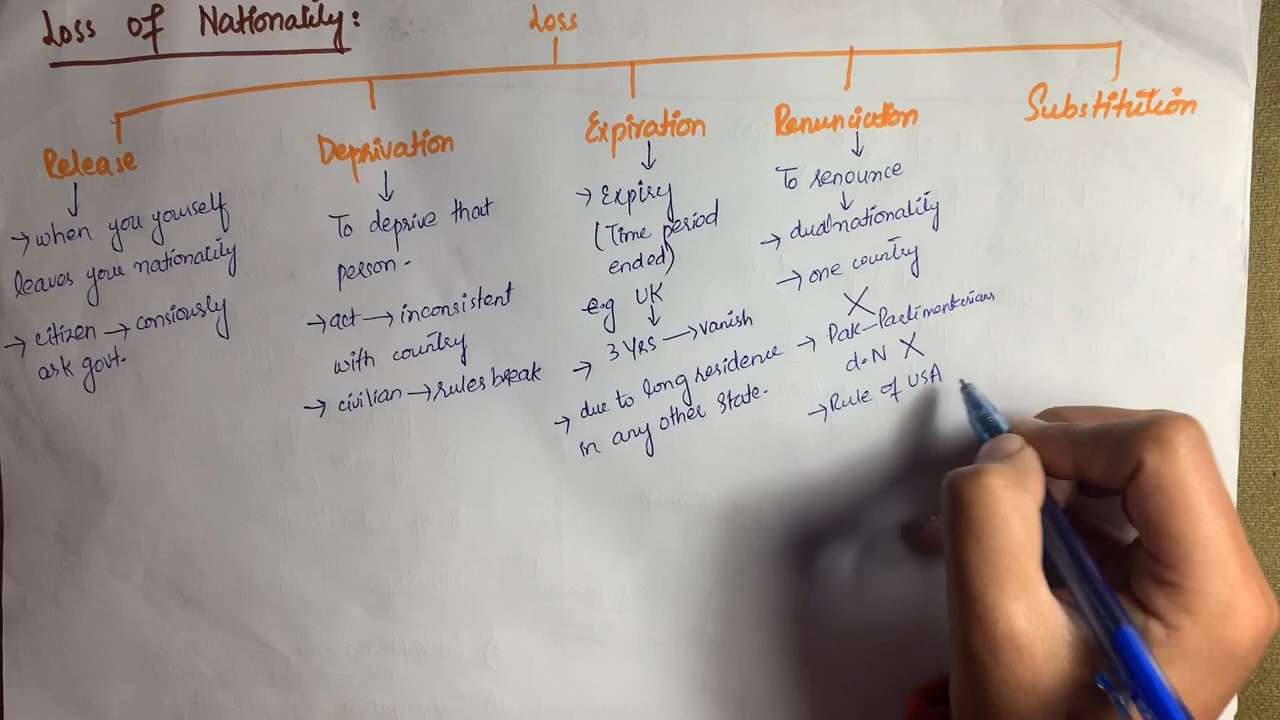 Loss of Nationality:
Loss
Release
→ when you yourself
leaves your nationality
→ citizen → consiously
ask govt.
Deprivation
To deprive that
person.
→ act → inconsistent
with country
→ civilian → rules break
Expiration
→ Expiry
(Time period
ended)
e.g UK
→ 3 Yrs → vanish
→ due to long residence
in any other state.
Renunciation
To renounce
→ dualnationality
→ one country
X
→ Pak-Parlimentarians
d.N X
→ Rule of USA
Substitution